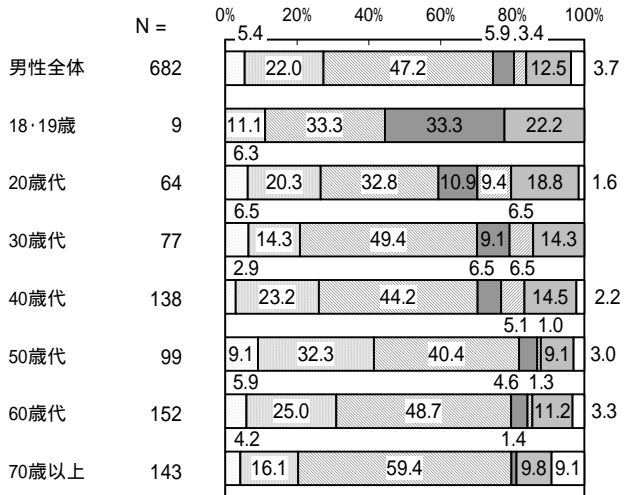 0% 20% 40% 60% 80% 100%
N =
5.4 5.9 3.4
男性全体 682 22.0 47.2 12.5 3.7
18･19歳 9 11.1 33.3 33.3 22.2
6.3
20歳代 64 20.3 32.8 10.9 9.4 18.8 1.6
6.5 6.5
30歳代 77 14.3 49.4 9.1 14.3
2.9 6.5 6.5
40歳代 138 23.2 44.2 14.5 2.2
5.1 1.0
50歳代 99 9.1 32.3 40.4 9.1 3.0
5.9 4.6 1.3
60歳代 152 25.0 48.7 11.2 3.3
4.2 1.4
70歳以上 143 16.1 59.4 9.8 9.1